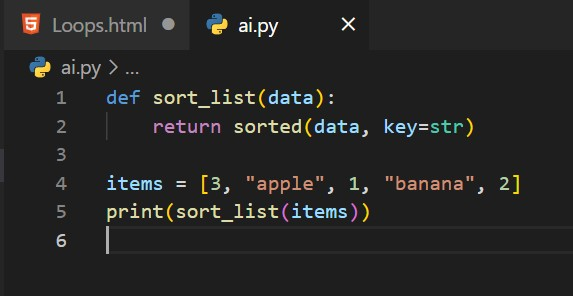 Loops.html ai.py
ai.py > ...
1 def sort_list(data):
2     return sorted(data, key=str)
3
4 items = [3, "apple", 1, "banana", 2]
5 print(sort_list(items))
6